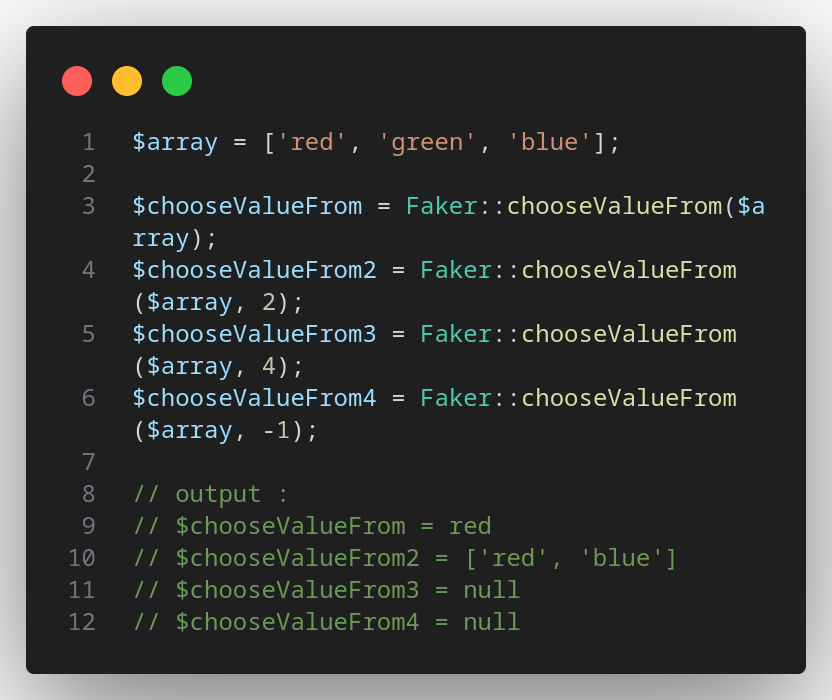 1 $array = ['red', 'green', 'blue'];
2
3 $chooseValueFrom = Faker::chooseValueFrom($a
rray);
4 $chooseValueFrom2 = Faker::chooseValueFrom
($array, 2);
5 $chooseValueFrom3 = Faker::chooseValueFrom
($array, 4);
6 $chooseValueFrom4 = Faker::chooseValueFrom
($array, -1);
7
8 // output :
9 // $chooseValueFrom = red
10 // $chooseValueFrom2 = ['red', 'blue']
11 // $chooseValueFrom3 = null
12 // $chooseValueFrom4 = null